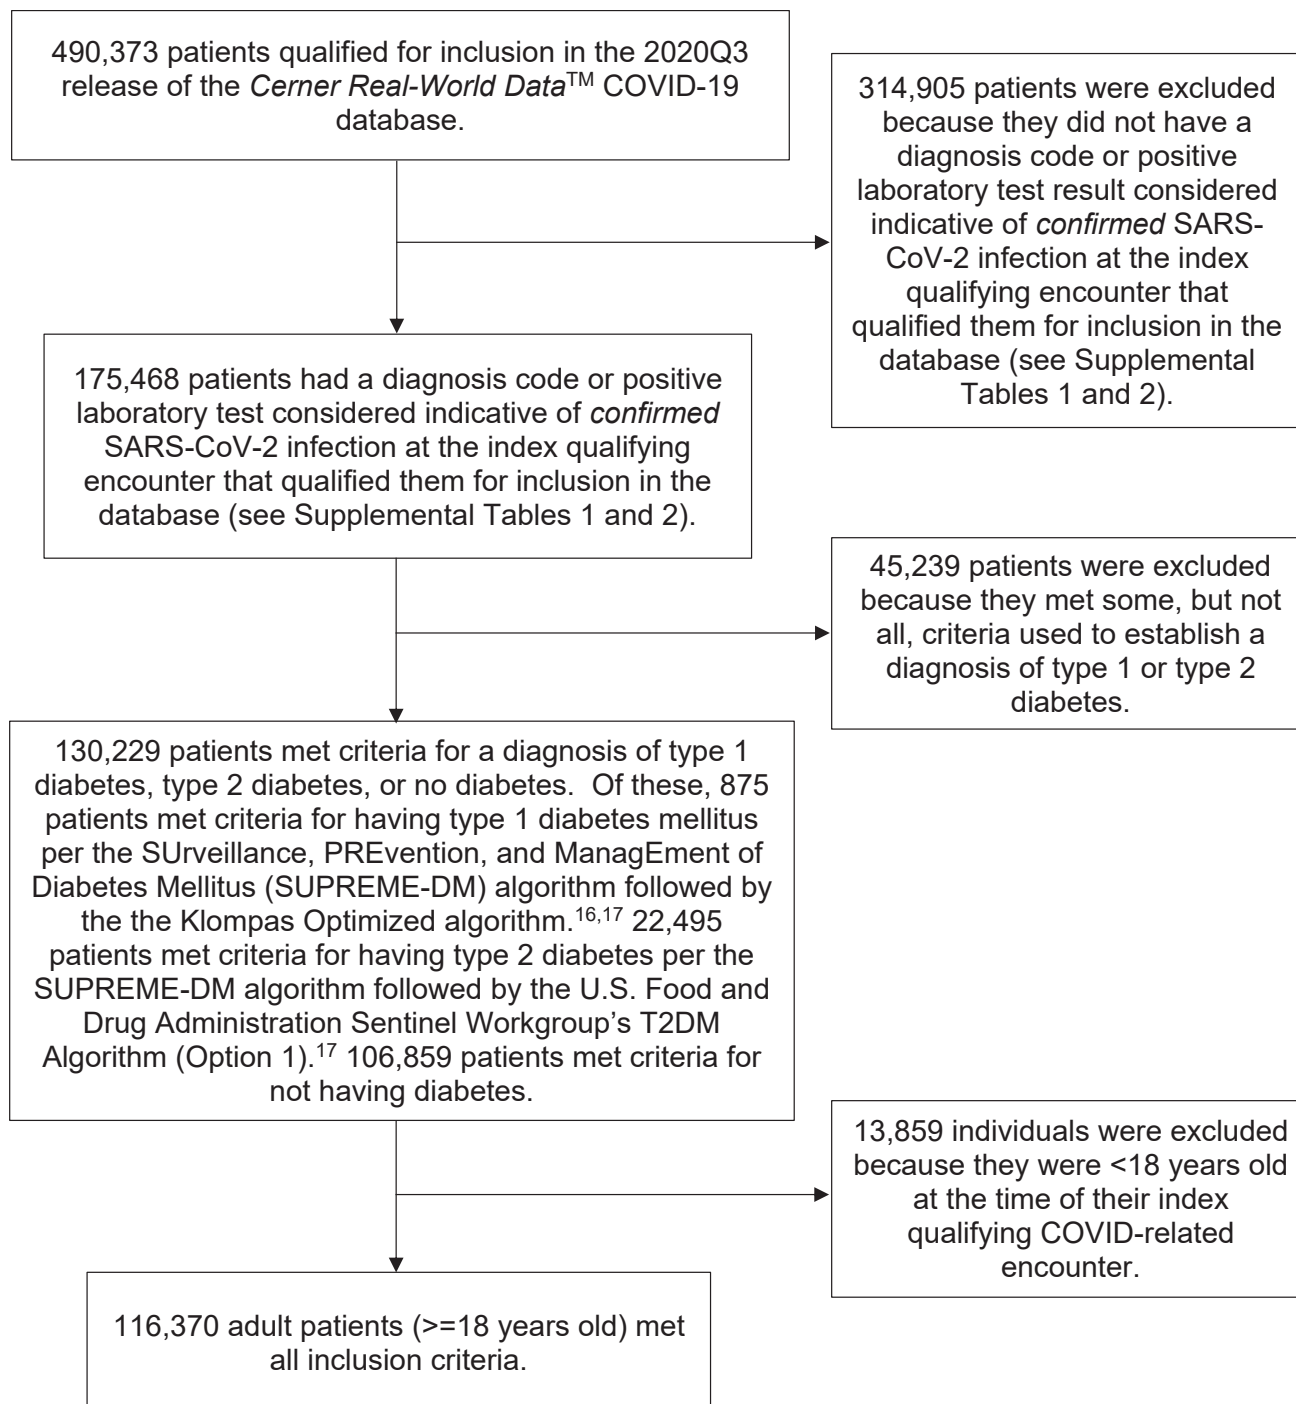 490,373 patients qualified for inclusion in the 2020Q3
release of the Cerner Real-World Data™ COVID-19
database.
314,905 patients were excluded
because they did not have a
diagnosis code or positive
laboratory test result considered
indicative of confirmed SARS-
CoV-2 infection at the index
qualifying encounter that
qualified them for inclusion in the
database (see Supplemental
Tables 1 and 2).
175,468 patients had a diagnosis code or positive
laboratory test considered indicative of confirmed
SARS-CoV-2 infection at the index qualifying
encounter that qualified them for inclusion in the
database (see Supplemental Tables 1 and 2).
45,239 patients were excluded
because they met some, but not
all, criteria used to establish a
diagnosis of type 1 or type 2
diabetes.
130,229 patients met criteria for a diagnosis of type 1
diabetes, type 2 diabetes, or no diabetes.  Of these, 875
patients met criteria for having type 1 diabetes mellitus
per the SUrveillance, PREvention, and ManagEment of
Diabetes Mellitus (SUPREME-DM) algorithm followed by
the the Klompas Optimized algorithm.16,17 22,495
patients met criteria for having type 2 diabetes per the
SUPREME-DM algorithm followed by the U.S. Food and
Drug Administration Sentinel Workgroup's T2DM
Algorithm (Option 1).17 106,859 patients met criteria for
not having diabetes.
13,859 individuals were excluded
because they were <18 years old
at the time of their index
qualifying COVID-related
encounter.
116,370 adult patients (>=18 years old) met
all inclusion criteria.